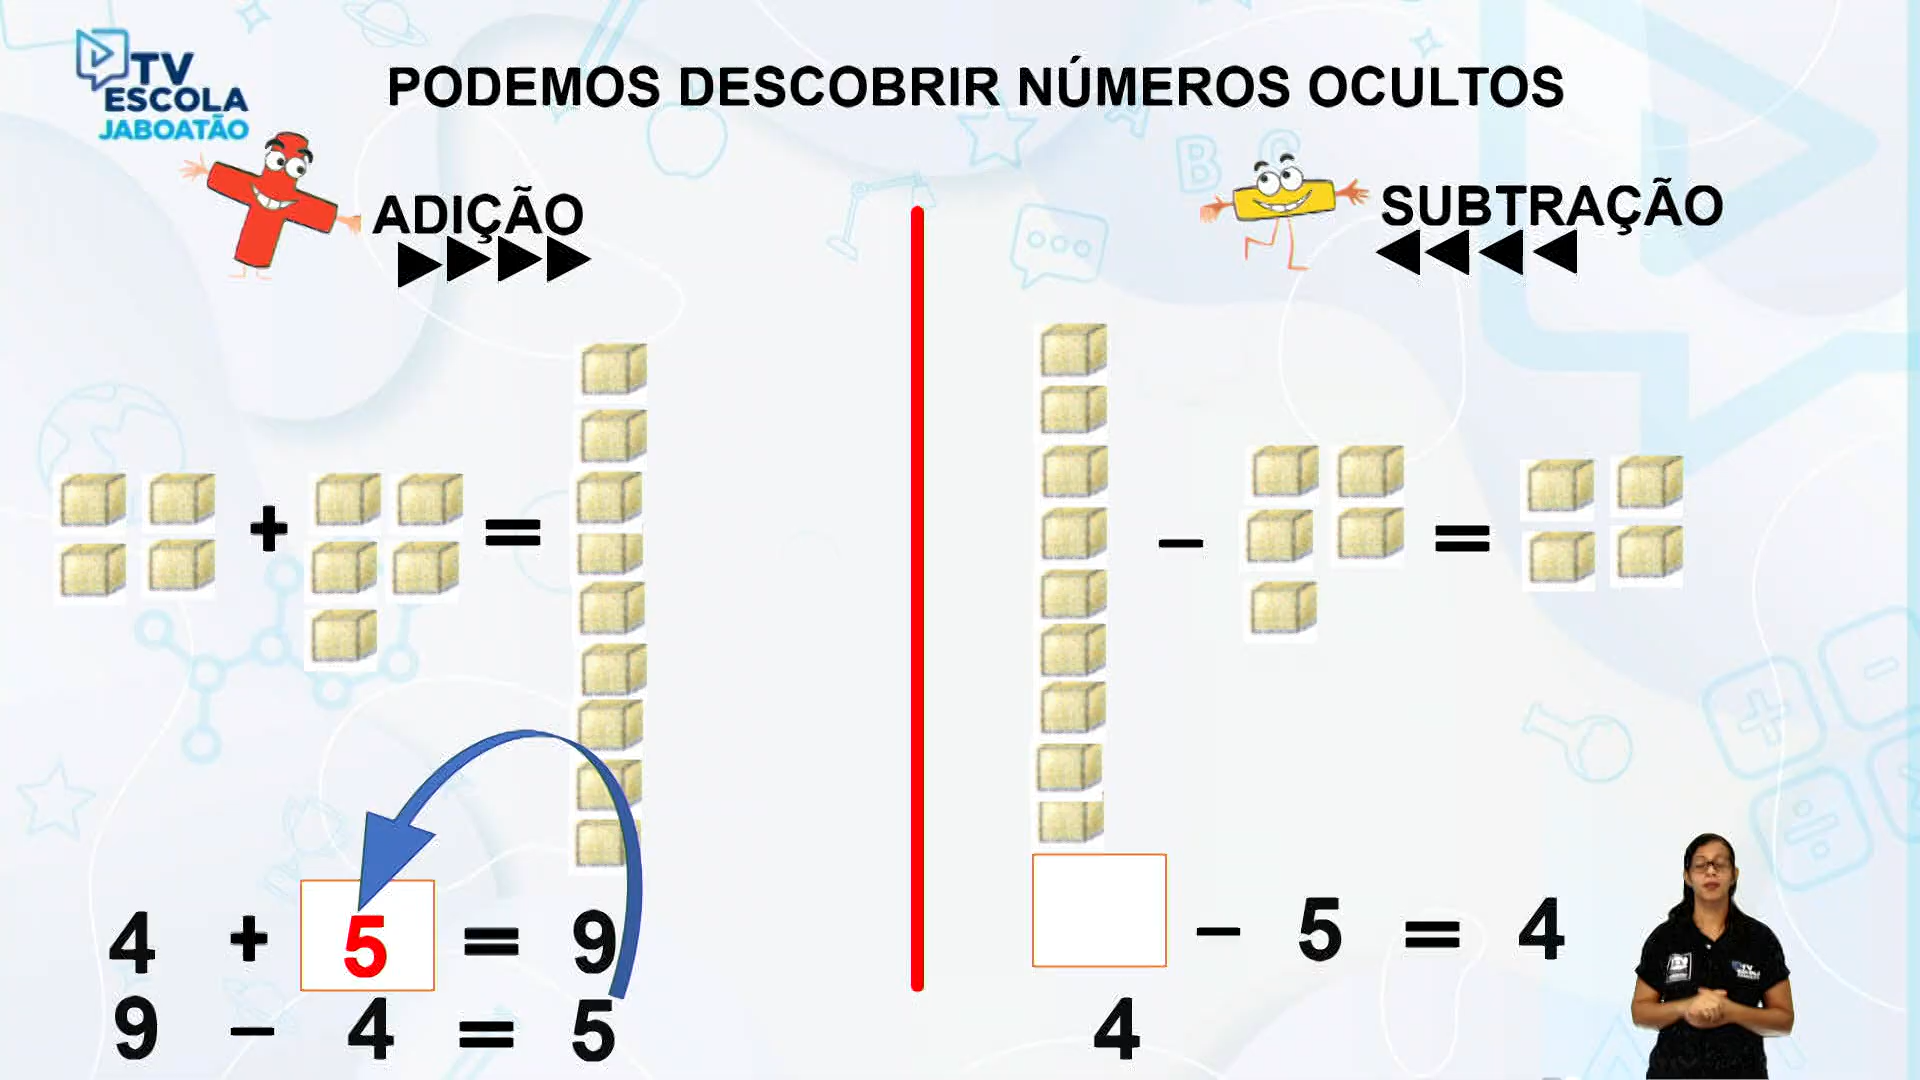 TV
ESCOLA
JABOATÃO
PODEMOS DESCOBRIR NÚMEROS OCULTOS
ADIÇÃO
SUBTRAÇÃO
+ =
− =
4 + 5 = 9
9 − 4 = 5
− 5 = 4
4